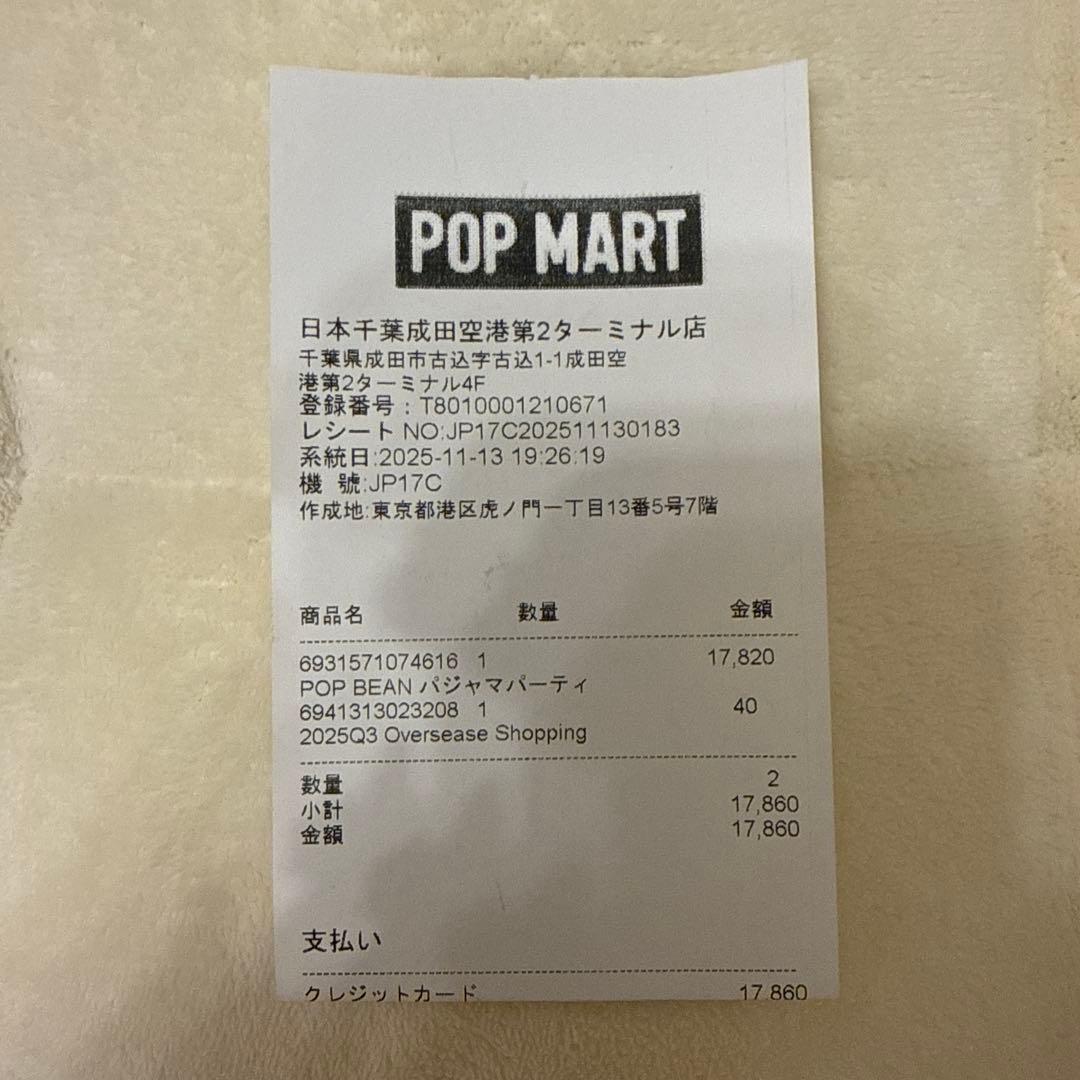 POP MART
日本千葉成田空港第2ターミナル店
千葉県成田市古込字古込1-1成田空
港第2ターミナル4F
登録番号：T8010001210671
レシート NO:JP17C202511130183
系統日:2025-11-13 19:26:19
機 號:JP17C
作成地:東京都港区虎ノ門一丁目13番5号7階
商品名 数量 金額
6931571074616 1 17,820
POP BEAN パジャマパーティ
6941313023208 1 40
2025Q3 Oversease Shopping
数量 2
小計 17,860
金額 17,860
支払い
クレジットカード 17,860